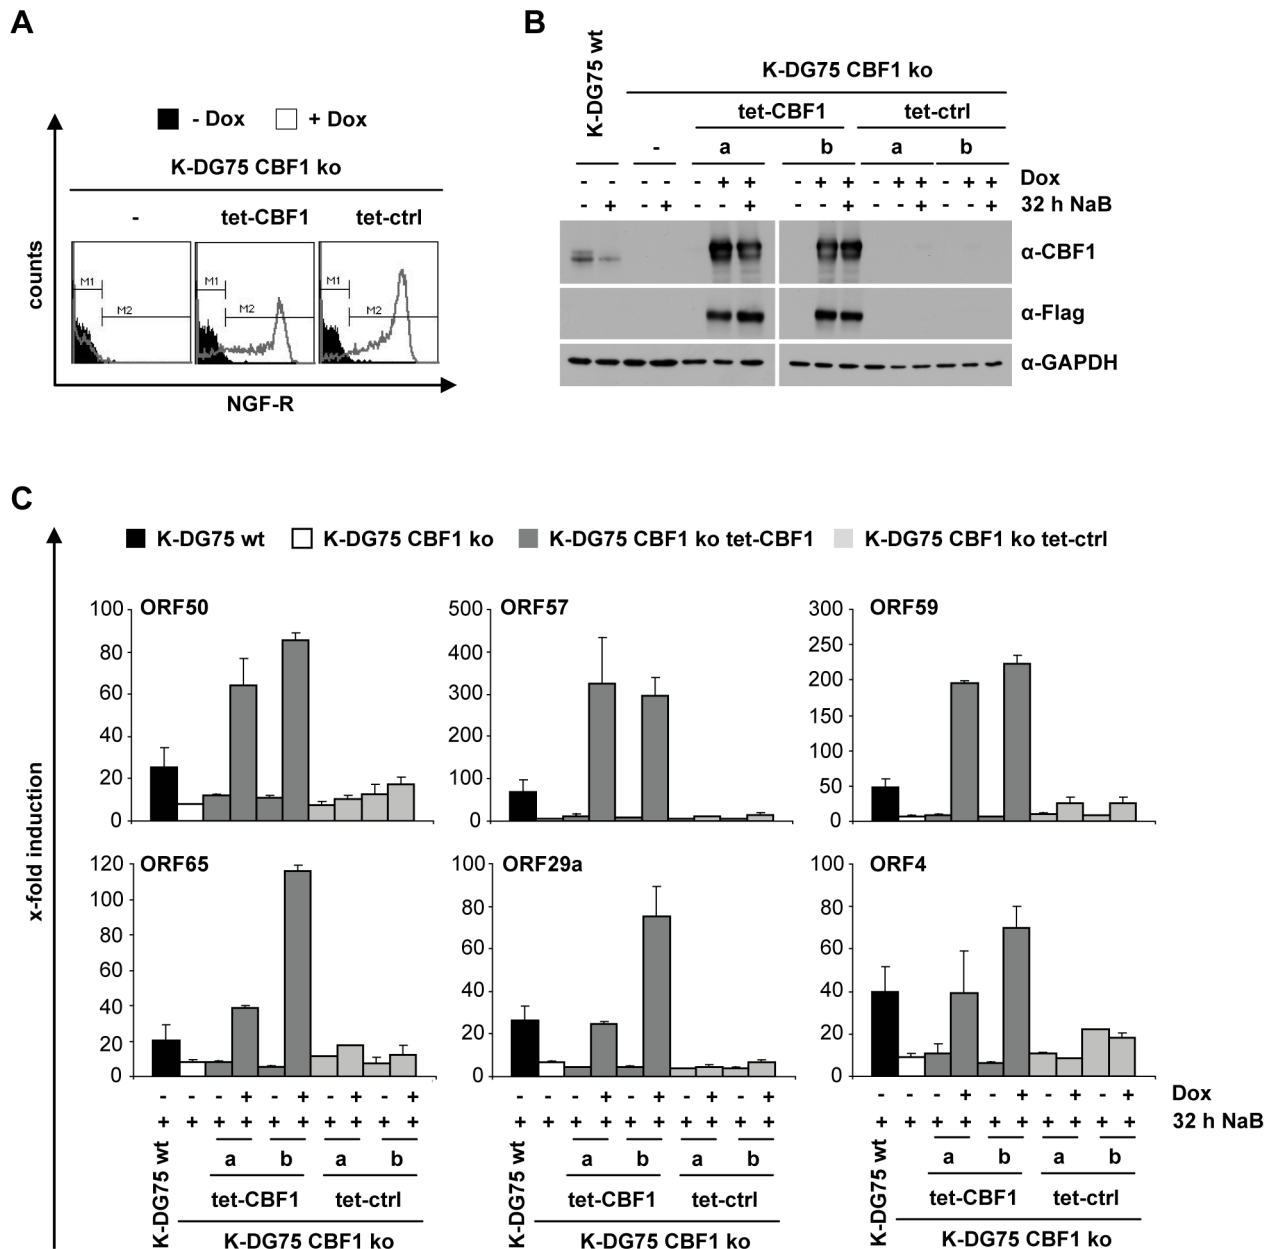 A
- Dox + Dox
K-DG75 CBF1 ko
- tet-CBF1 tet-ctrl
M1 M1 M1
M2 M2 M2
counts
NGF-R
B
K-DG75 wt
K-DG75 CBF1 ko
tet-CBF1 tet-ctrl
- a b a b
- - - - - + + - + + - + + - + + Dox
- + - + - - + - - + - - + - - + 32 h NaB
α-CBF1
α-Flag
α-GAPDH
C
K-DG75 wt K-DG75 CBF1 ko K-DG75 CBF1 ko tet-CBF1 K-DG75 CBF1 ko tet-ctrl
x-fold induction
ORF50
100
80
60
40
20
0
ORF57
500
400
300
200
100
0
ORF59
300
250
200
150
100
50
0
ORF65
120
100
80
60
40
20
0
ORF29a
100
80
60
40
20
0
ORF4
100
80
60
40
20
0
- - - + - + - + - + - - - + - + - + - + - - - + - + - + - + Dox
+ + + + + + + + + + + + + + + + + + + + + + + + + + + + + + 32 h NaB
a b a b a b a b a b a b
tet-CBF1 tet-ctrl tet-CBF1 tet-ctrl tet-CBF1 tet-ctrl
K-DG75 wt K-DG75 CBF1 ko K-DG75 wt K-DG75 CBF1 ko K-DG75 wt K-DG75 CBF1 ko